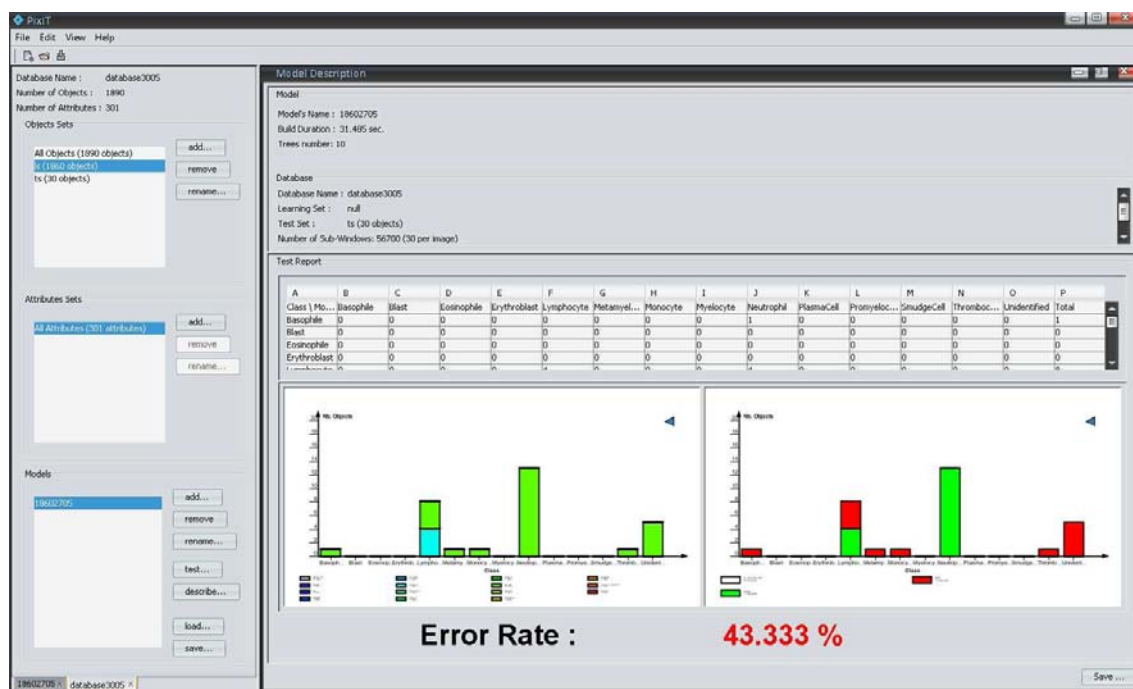 PixIT
File Edit View Help
Database Name : database3005
Number of Objects : 1890
Number of Attributes : 301
Objects Sets
All Objects (1890 objects)
ls (1860 objects)
ts (30 objects)
add...
remove
rename...
Attributes Sets
All Attributes (301 attributes)
add...
remove
rename...
Models
18602705
add...
remove
rename...
test...
describe...
load...
save...
18602705 × database3005 ×
Model Description
Model
Model's Name : 18602705
Build Duration : 31.485 sec.
Trees number: 10
Database
Database Name : database3005
Learning Set : null
Test Set : ts (30 objects)
Number of Sub-Windows: 56700 (30 per image)
Test Report
A B C D E F G H I J K L M N O P
Class \ Mo... Basophile Blast Eosinophile Erythroblast Lymphocyte Metamyel... Monocyte Myelocyte Neutrophil PlasmaCell Promyeloc... SmudgeCell Thromboc... Unidentified Total
Basophile 0 0 0 0 0 0 0 0 1 0 0 0 0 0 1
Blast 0 0 0 0 0 0 0 0 0 0 0 0 0 0 0
Eosinophile 0 0 0 0 0 0 0 0 0 0 0 0 0 0 0
Erythroblast 0 0 0 0 0 0 0 0 0 0 0 0 0 0 0
Nb. Objects
Class
Nb. Objects
Class
Error Rate : 43.333 %
Save ...